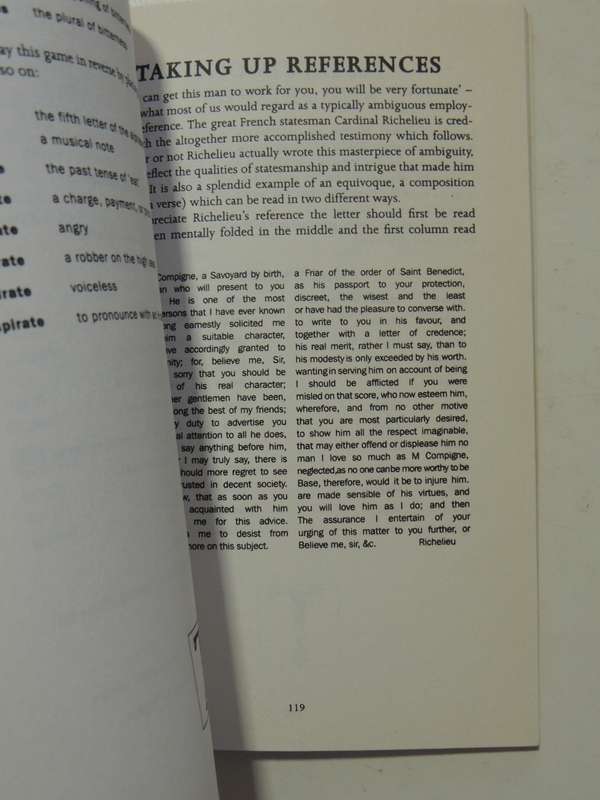 the plural of bitterness
ay this game in reverse by
so on:
the fifth letter of the
a musical note
the past tense of 'eat'
a charge, payment,
angry
irate
a robber on the high seas
voiceless
spirate
to pronounce with
TAKING UP REFERENCES
can get this man to work for you, you will be very fortunate' –
what most of us would regard as a typically ambiguous employ-
eference. The great French statesman Cardinal Richelieu is cred-
h the altogether more accomplished testimony which follows.
r or not Richelieu actually wrote this masterpiece of ambiguity,
eflect the qualities of statesmanship and intrigue that made him
It is also a splendid example of an equivoque, a composition
a verse) which can be read in two different ways.
preciate Richelieu's reference the letter should first be read
en mentally folded in the middle and the first column read
Compigne, a Savoyard by birth,
an who will present to you
He is one of the most
ersons that I have ever known
ong earnestly solicited me
im a suitable character,
ve accordingly granted to
nity; for, believe me, Sir,
sorry that you should be
of his real character;
her gentlemen have been,
ong the best of my friends;
y duty to advertise you
al attention to all he does,
say anything before him,
I may truly say, there is
should more regret to see
rusted in decent society.
w, that as soon as you
acquainted with him
me for this advice.
me to desist from
more on this subject.
a Friar of the order of Saint Benedict,
as his passport to your protection,
discreet, the wisest and the least
or have had the pleasure to converse with.
to write to you in his favour, and
together with a letter of credence;
his real merit, rather I must say, than to
his modesty is only exceeded by his worth.
wanting in serving him on account of being
I should be afflicted if you were
misled on that score, who now esteem him,
wherefore, and from no other motive
that you are most particularly desired,
to show him all the respect imaginable,
that may either offend or displease him no
man I love so much as M Compigne,
neglected,as no one can be more worthy to be
Base, therefore, would it be to injure him.
are made sensible of his virtues, and
you will love him as I do; and then
The assurance I entertain of your
urging of this matter to you further, or
Believe me, sir, &c. Richelieu
119